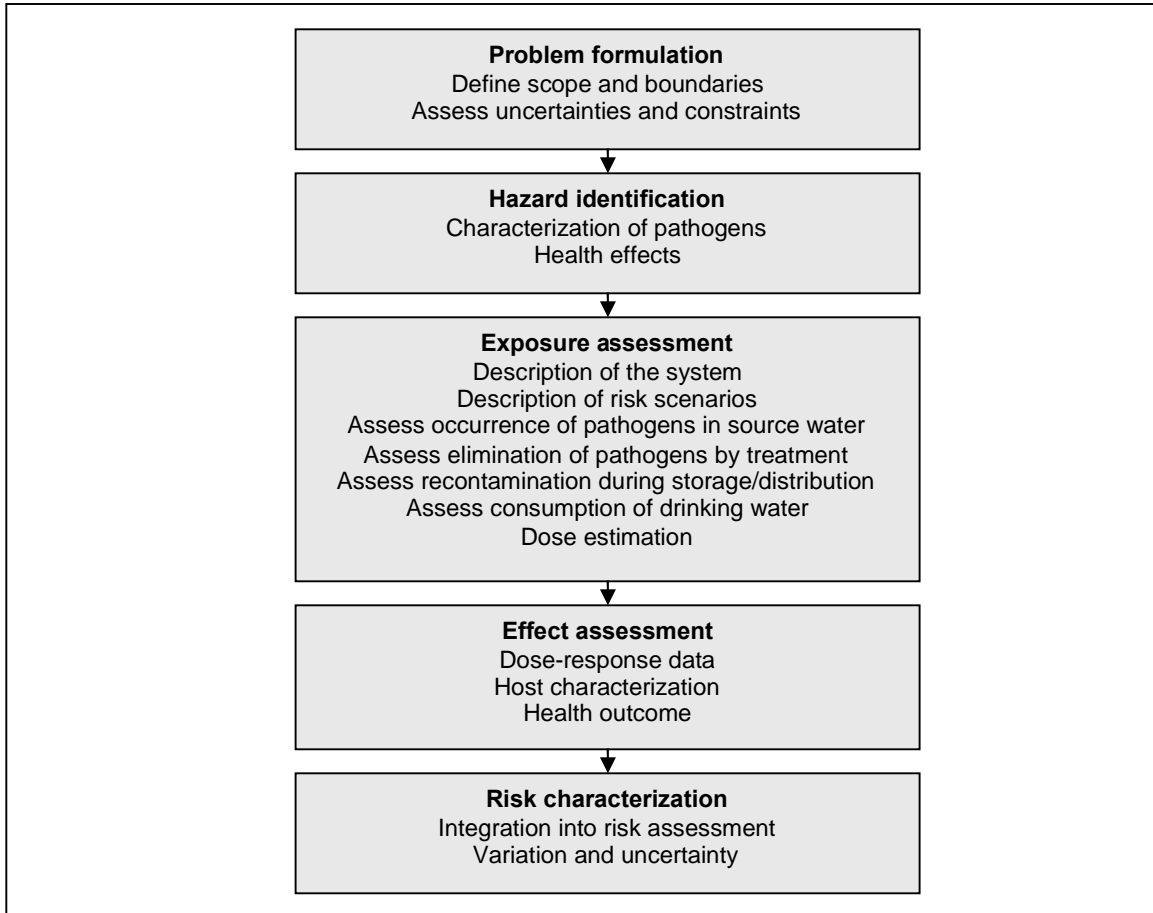 Problem formulation
Define scope and boundaries
Assess uncertainties and constraints
Hazard identification
Characterization of pathogens
Health effects
Exposure assessment
Description of the system
Description of risk scenarios
Assess occurrence of pathogens in source water
Assess elimination of pathogens by treatment
Assess recontamination during storage/distribution
Assess consumption of drinking water
Dose estimation
Effect assessment
Dose-response data
Host characterization
Health outcome
Risk characterization
Integration into risk assessment
Variation and uncertainty